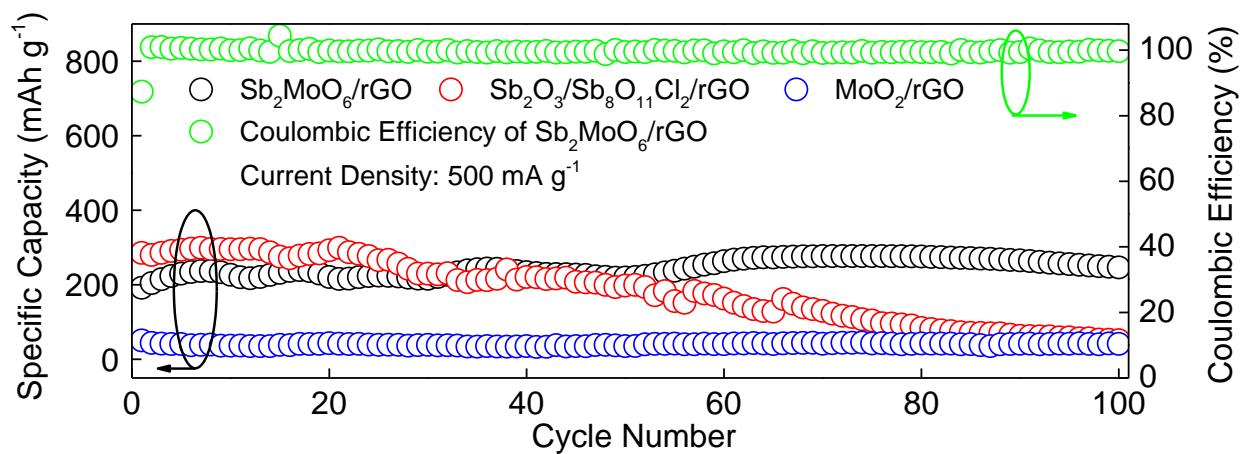 Specific Capacity (mAh g⁻¹)
800
600
400
200
0
Sb₂MoO₆/rGO Sb₂O₃/Sb₈O₁₁Cl₂/rGO MoO₂/rGO
Coulombic Efficiency of Sb₂MoO₆/rGO
Current Density: 500 mA g⁻¹
100
80
60
40
20
0
Coulombic Efficiency (%)
0 20 40 60 80 100
Cycle Number